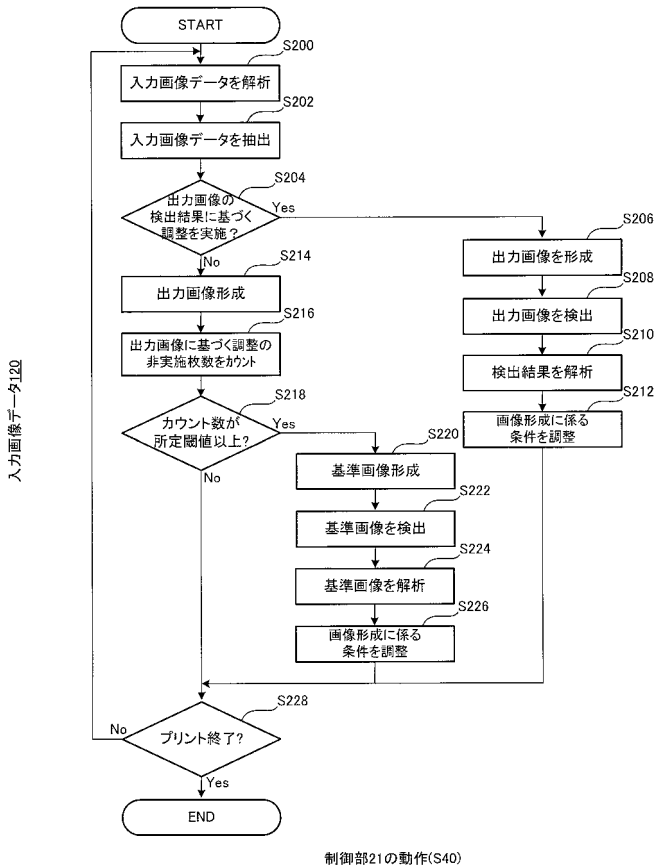 START
S200
入力画像データを解析
S202
入力画像データを抽出
S204
出力画像の
検出結果に基づく
調整を実施？
Yes
No
S206
出力画像を形成
S208
出力画像を検出
S210
検出結果を解析
S212
画像形成に係る
条件を調整
S214
出力画像形成
S216
出力画像に基づく調整の
非実施枚数をカウント
S218
カウント数が
所定閾値以上？
Yes
No
S220
基準画像形成
S222
基準画像を検出
S224
基準画像を解析
S226
画像形成に係る
条件を調整
S228
プリント終了？
No
Yes
END
入力画像データ120
制御部21の動作(S40)